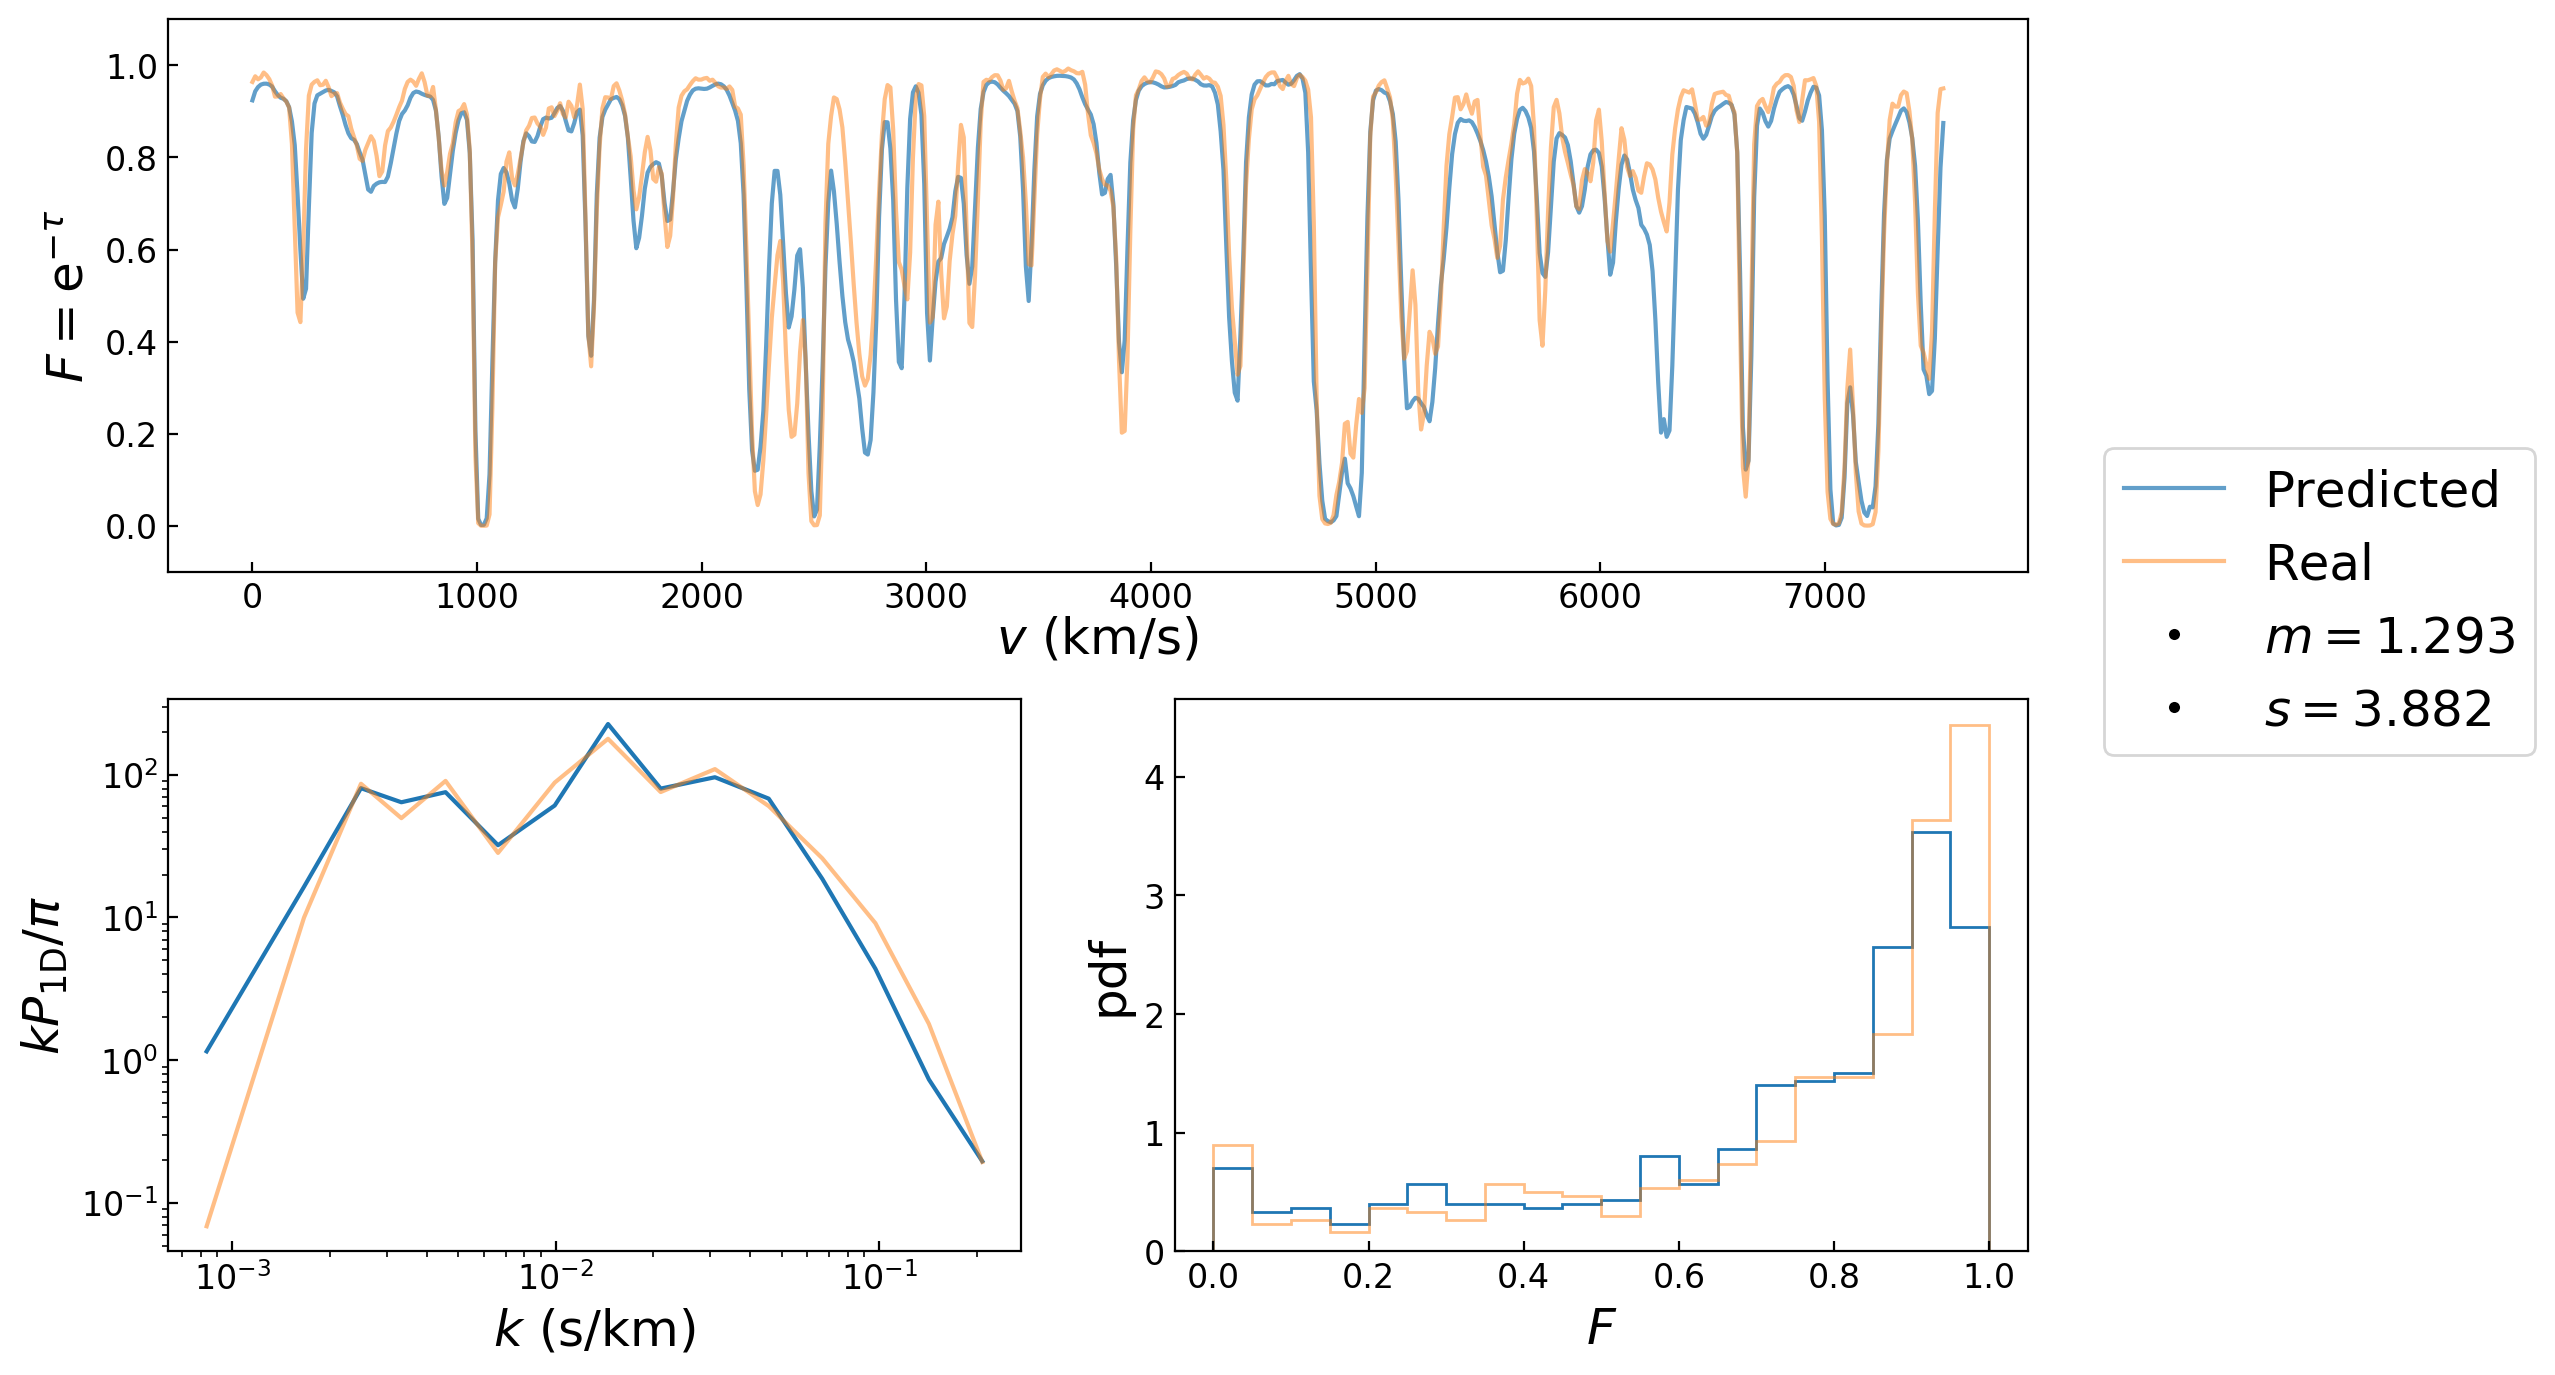 1.0
0.8
0.6
0.4
0.2
0.0
F = e^{-τ}
0 1000 2000 3000 4000 5000 6000 7000
v (km/s)
Predicted
Real
m = 1.293
s = 3.882
10^2
10^1
10^0
10^{-1}
kP_{1D}/π
10^{-3} 10^{-2} 10^{-1}
k (s/km)
4
3
2
1
0
pdf
0.0 0.2 0.4 0.6 0.8 1.0
F